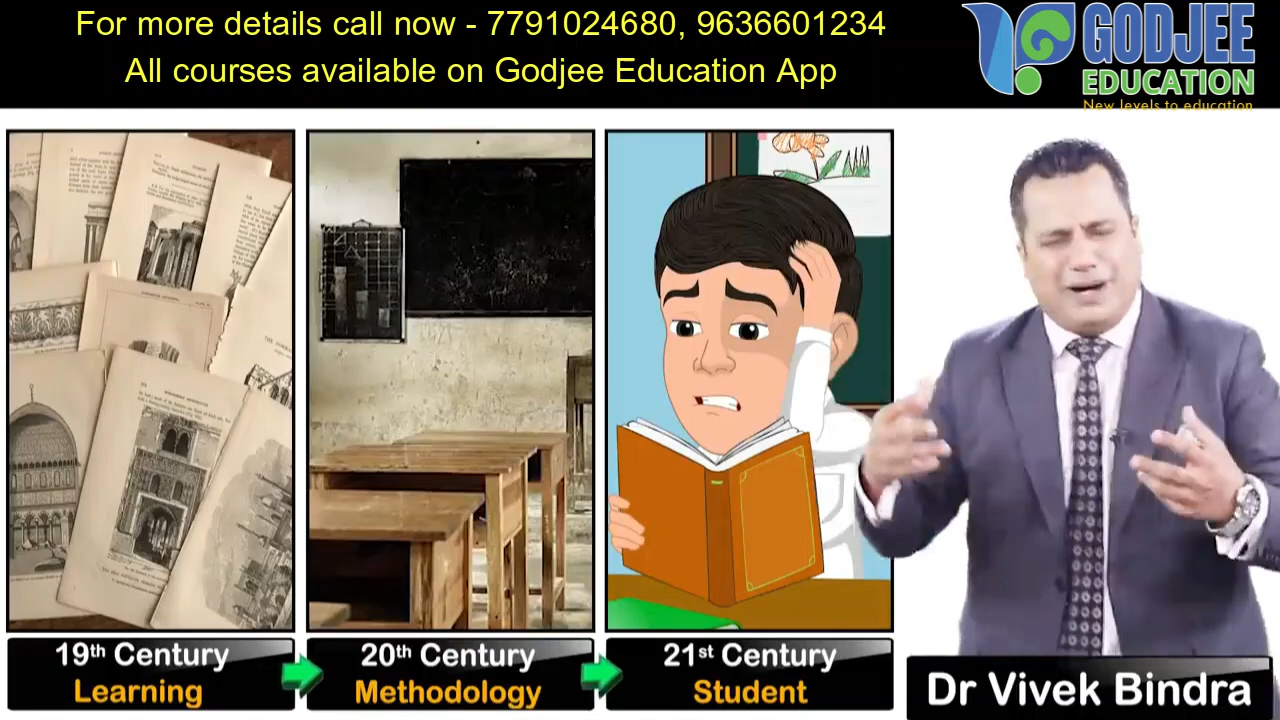 For more details call now - 7791024680, 9636601234
All courses available on Godjee Education App
GODJEE
EDUCATION
New levels to education
19th Century
Learning
20th Century
Methodology
21st Century
Student
Dr Vivek Bindra